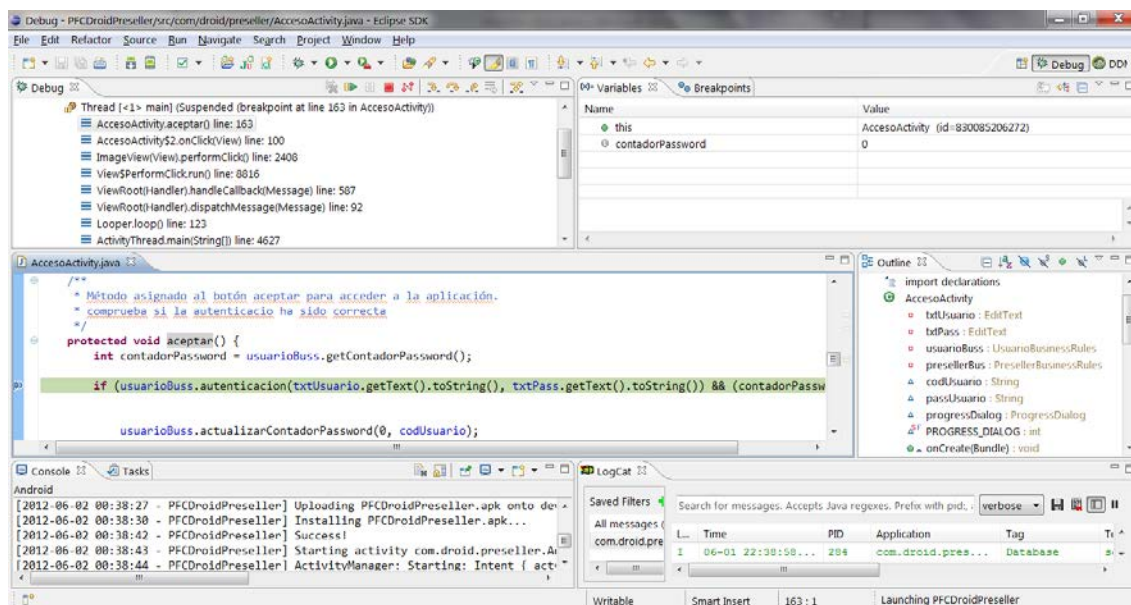 Debug - PFCDroidPreseller/src/com/droid/preseller/AccesoActivity.java - Eclipse SDK
File Edit Refactor Source Run Navigate Search Project Window Help
Debug DDM
Debug
Thread [<1> main] (Suspended (breakpoint at line 163 in AccesoActivity))
AccesoActivity.aceptar() line: 163
AccesoActivity$2.onClick(View) line: 100
ImageView(View).performClick() line: 2408
View$PerformClick.run() line: 8816
ViewRoot(Handler).handleCallback(Message) line: 587
ViewRoot(Handler).dispatchMessage(Message) line: 92
Looper.loop() line: 123
ActivityThread.main(String[]) line: 4627
Variables Breakpoints
Name Value
this AccesoActivity (id=830085206272)
contadorPassword 0
AccesoActivity.java
/**
* Método asignado al botón aceptar para acceder a la aplicación.
* comprueba si la autenticacio ha sido correcta
*/
protected void aceptar() {
int contadorPassword = usuarioBuss.getContadorPassword();
if (usuarioBuss.autenticacion(txtUsuario.getText().toString(), txtPass.getText().toString()) && (contadorPassw
usuarioBuss.actualizarContadorPassword(0, codUsuario);
Outline
import declarations
AccesoActivity
txtUsuario : EditText
txtPass : EditText
usuarioBuss : UsuarioBusinessRules
presellerBus : PresellerBusinessRules
codUsuario : String
passUsuario : String
progressDialog : ProgressDialog
PROGRESS_DIALOG : int
onCreate(Bundle) : void
Console Tasks
Android
[2012-06-02 00:38:27 - PFCDroidPreseller] Uploading PFCDroidPreseller.apk onto dev
[2012-06-02 00:38:30 - PFCDroidPreseller] Installing PFCDroidPreseller.apk...
[2012-06-02 00:38:42 - PFCDroidPreseller] Success!
[2012-06-02 00:38:43 - PFCDroidPreseller] Starting activity com.droid.preseller.A
[2012-06-02 00:38:44 - PFCDroidPreseller] ActivityManager: Starting: Intent { act
LogCat
Saved Filters
All messages (
com.droid.pre
Search for messages. Accepts Java regexes. Prefix with pid:, verbose
L... Time PID Application Tag
I 06-01 22:38:58... 284 com.droid.pres... Database
Writable Smart Insert 163 : 1 Launching PFCDroidPreseller